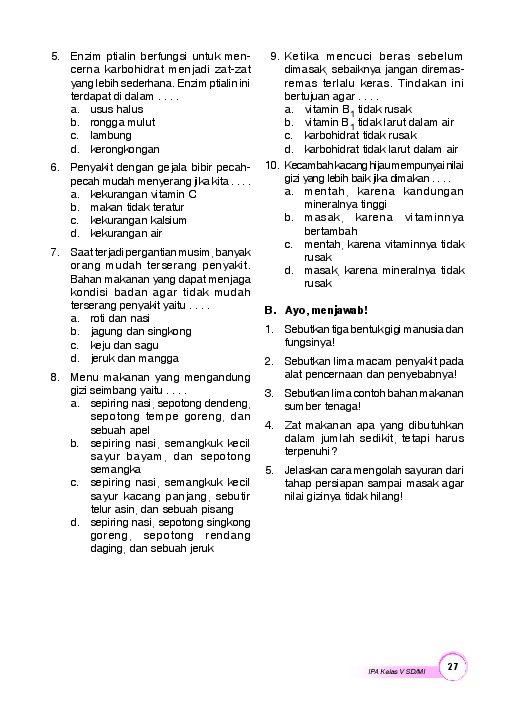 5. Enzim ptialin berfungsi untuk men-
cerna karbohidrat menjadi zat-zat
yang lebih sederhana. Enzim ptialin ini
terdapat di dalam . . . .
a. usus halus
b. rongga mulut
c. lambung
d. kerongkongan
6. Penyakit dengan gejala bibir pecah-
pecah mudah menyerang jika kita . . . .
a. kekurangan vitamin C
b. makan tidak teratur
c. kekurangan kalsium
d. kekurangan air
7. Saat terjadi pergantian musim, banyak
orang mudah terserang penyakit.
Bahan makanan yang dapat menjaga
kondisi badan agar tidak mudah
terserang penyakit yaitu . . . .
a. roti dan nasi
b. jagung dan singkong
c. keju dan sagu
d. jeruk dan mangga
8. Menu makanan yang mengandung
gizi seimbang yaitu . . . .
a. sepiring nasi, sepotong dendeng,
sepotong tempe goreng, dan
sebuah apel
b. sepiring nasi, semangkuk kecil
sayur bayam, dan sepotong
semangka
c. sepiring nasi, semangkuk kecil
sayur kacang panjang, sebutir
telur asin, dan sebuah pisang
d. sepiring nasi, sepotong singkong
goreng, sepotong rendang
daging, dan sebuah jeruk
9. Ketika mencuci beras sebelum
dimasak, sebaiknya jangan diremas-
remas terlalu keras. Tindakan ini
bertujuan agar . . . .
a. vitamin B1 tidak rusak
b. vitamin B1 tidak larut dalam air
c. karbohidrat tidak rusak
d. karbohidrat tidak larut dalam air
10. Kecambah kacang hijau mempunyai nilai
gizi yang lebih baik jika dimakan . . . .
a. mentah, karena kandungan
mineralnya tinggi
b. masak, karena vitaminnya
bertambah
c. mentah, karena vitaminnya tidak
rusak
d. masak, karena mineralnya tidak
rusak
B. Ayo, menjawab!
1. Sebutkan tiga bentuk gigi manusia dan
fungsinya!
2. Sebutkan lima macam penyakit pada
alat pencernaan dan penyebabnya!
3. Sebutkan lima contoh bahan makanan
sumber tenaga!
4. Zat makanan apa yang dibutuhkan
dalam jumlah sedikit, tetapi harus
terpenuhi?
5. Jelaskan cara mengolah sayuran dari
tahap persiapan sampai masak agar
nilai gizinya tidak hilang!
IPA Kelas V SD/MI 27